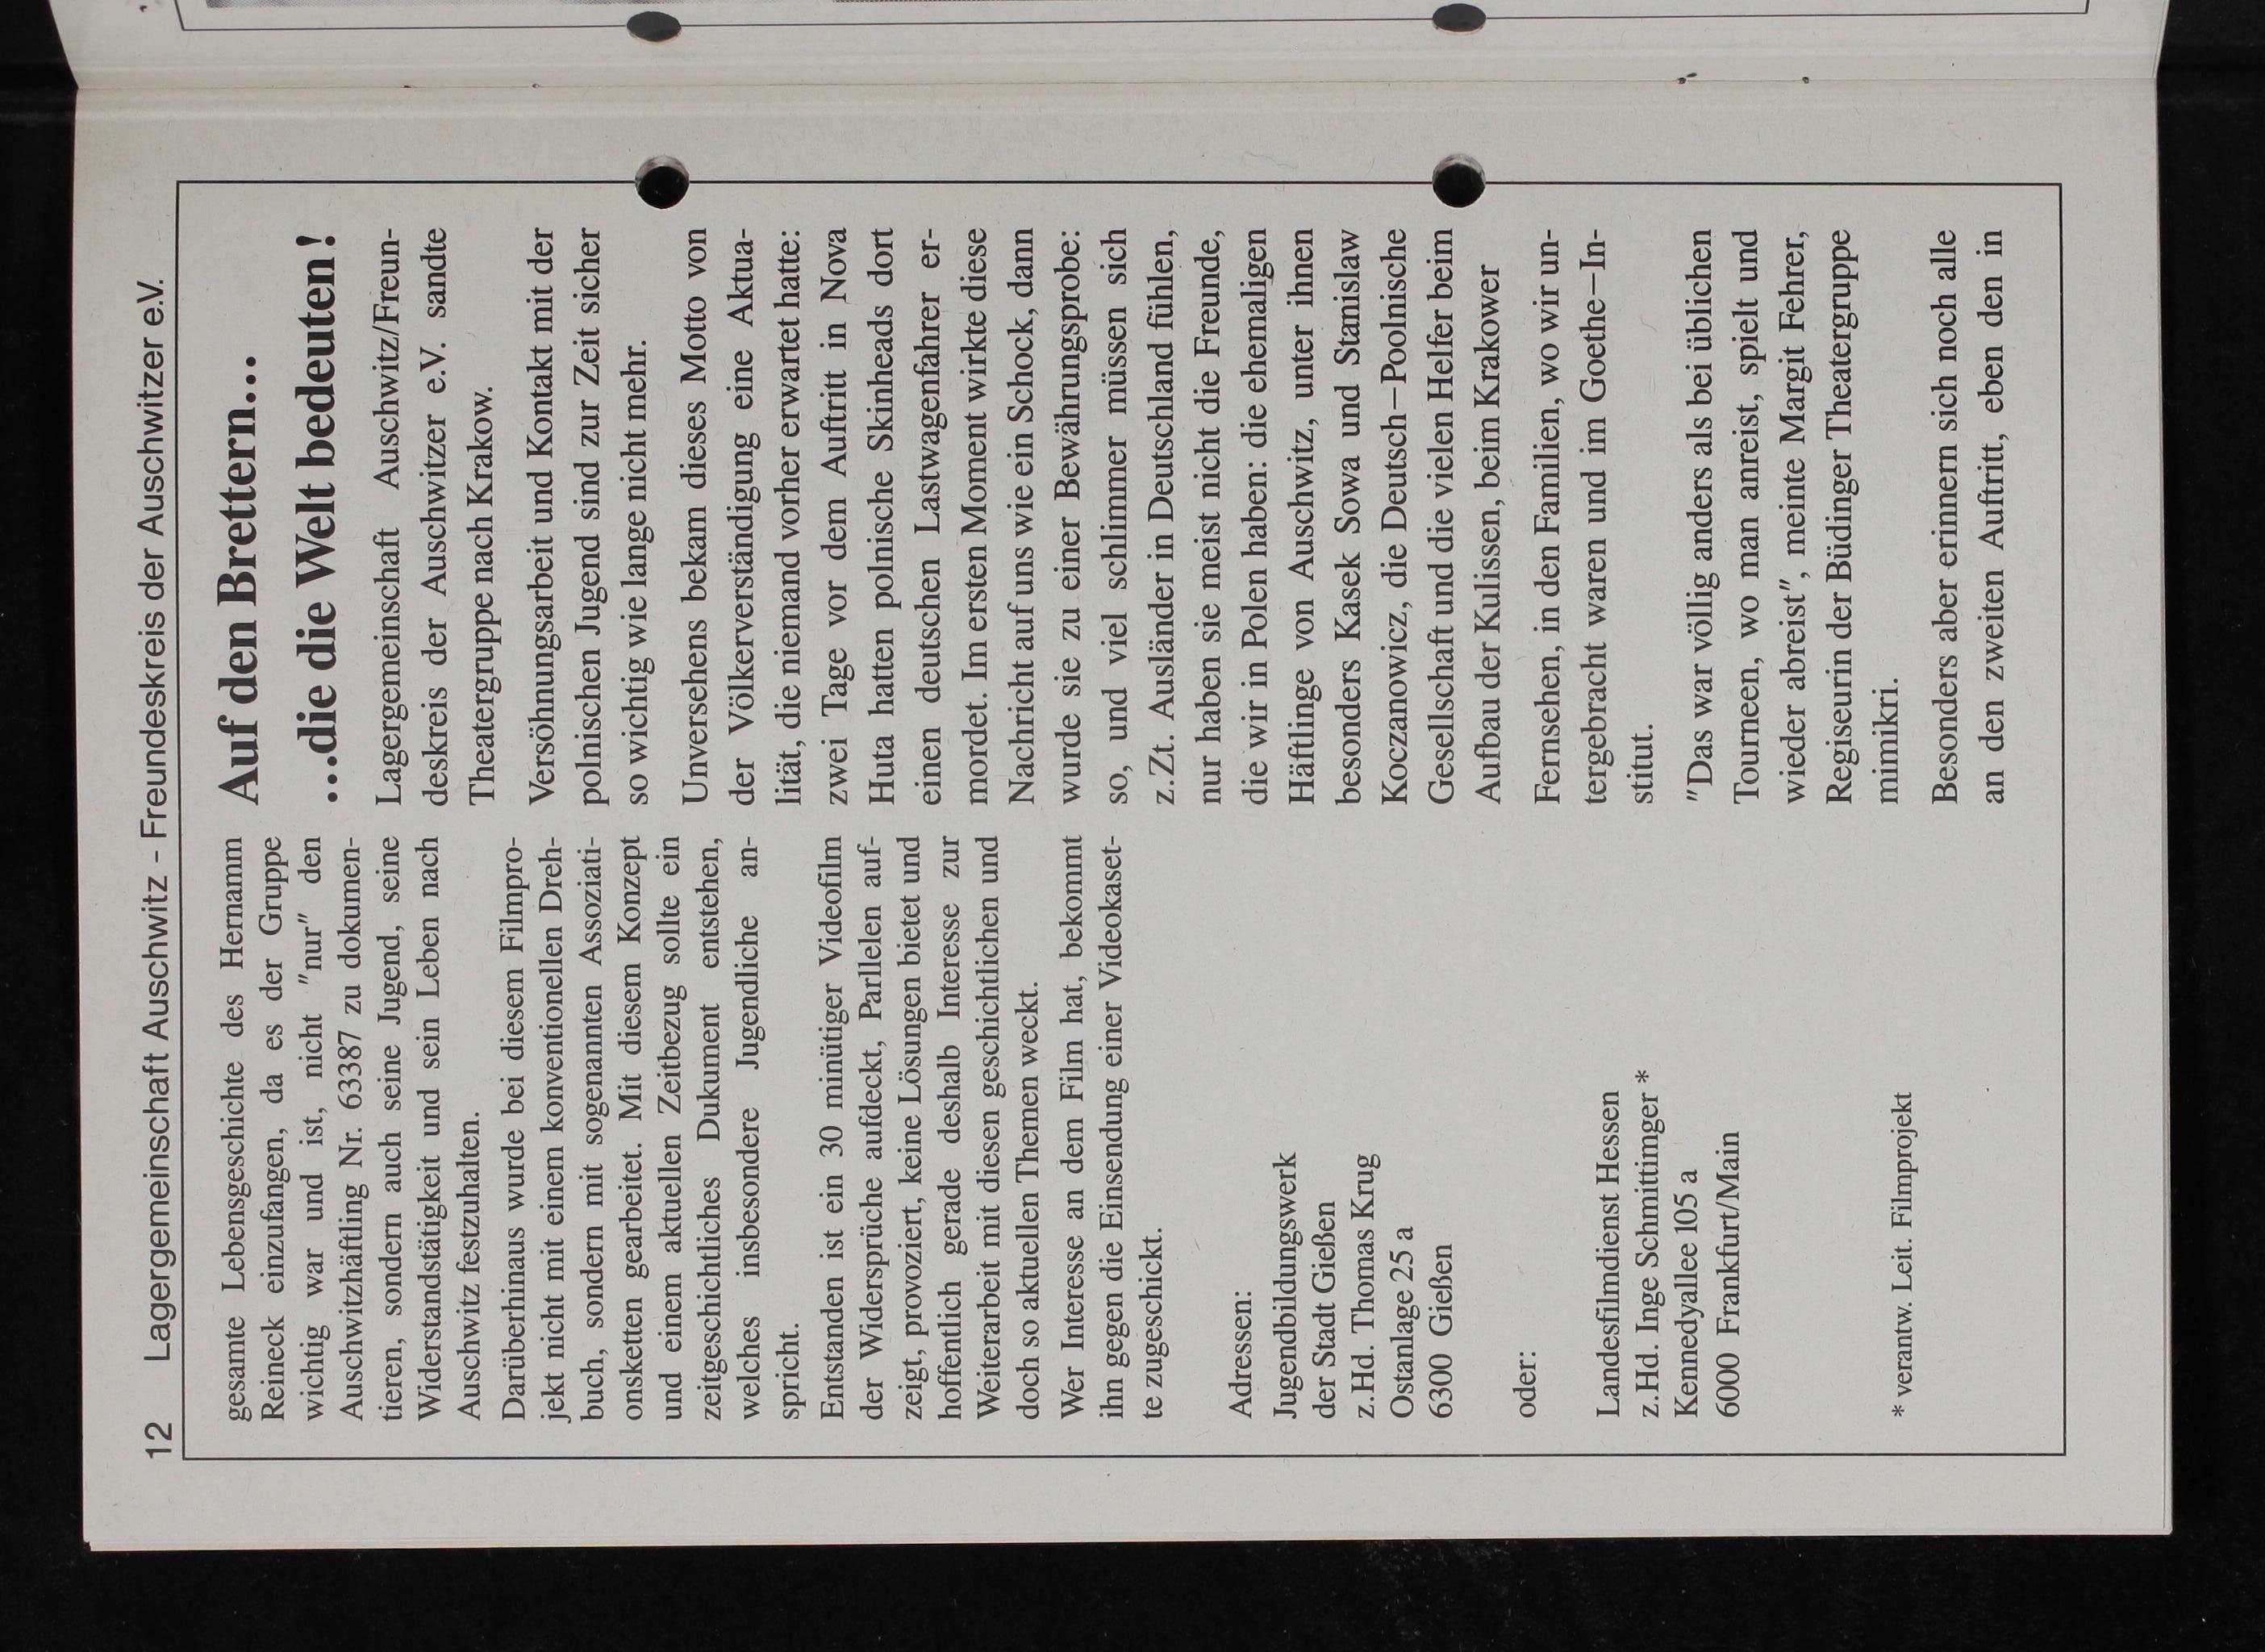 12 Lagergemeinschaft Auschwitz - Freundeskreis der Auschwitzer e.V.
gesamte Lebensgeschichte des Hernamm
Reineck einzufangen, da es der Gruppe
wichtig war und ist, nicht "nur" den
Auschwitzhäftling Nr. 63387 zu dokumen-
tieren, sondern auch seine Jugend, seine
Widerstandstätigkeit und sein Leben nach
Auschwitz festzuhalten.
Darüberhinaus wurde bei diesem Filmpro-
jekt nicht mit einem konventionellen Dreh-
buch, sondern mit sogenannten Assoziati-
onsketten gearbeitet. Mit diesem Konzept
und einem aktuellen Zeitbezug sollte ein
zeitgeschichtliches Dokument entstehen,
welches insbesondere Jugendliche an-
spricht.
Entstanden ist ein 30 minütiger Videofilm
der Widersprüche aufdeckt, Parllelen auf-
zeigt, provoziert, keine Lösungen bietet und
hoffentlich gerade deshalb Interesse zur
Weiterarbeit mit diesen geschichtlichen und
doch so aktuellen Themen weckt.
Wer Interesse an dem Film hat, bekommt
ihn gegen die Einsendung einer Videokaset-
te zugeschickt.
Adressen:
Jugendbildungswerk
der Stadt Gießen
z.Hd. Thomas Krug
Ostanlage 25 a
6300 Gießen
oder:
Landesfilmdienst Hessen
z.Hd. Inge Schmittinger *
Kennedyallee 105 a
6000 Frankfurt/Main
* verantw. Leit. Filmprojekt
Auf den Brettern...
...die die Welt bedeuten!
Lagergemeinschaft Auschwitz/Freun-
deskreis der Auschwitzer e.V. sandte
Theatergruppe nach Krakow.
Versöhnungsarbeit und Kontakt mit der
polnischen Jugend sind zur Zeit sicher
so wichtig wie lange nicht mehr.
Unversehens bekam dieses Motto von
der Völkerverständigung eine Aktua-
lität, die niemand vorher erwartet hatte:
zwei Tage vor dem Auftritt in Nova
Huta hatten polnische Skinheads dort
einen deutschen Lastwagenfahrer er-
mordet. Im ersten Moment wirkte diese
Nachricht auf uns wie ein Schock, dann
wurde sie zu einer Bewährungsprobe:
so, und viel schlimmer müssen sich
z.Zt. Ausländer in Deutschland fühlen,
nur haben sie meist nicht die Freunde,
die wir in Polen haben: die ehemaligen
Häftlinge von Auschwitz, unter ihnen
besonders Kasek Sowa und Stanislaw
Koczanowicz, die Deutsch-Poolnische
Gesellschaft und die vielen Helfer beim
Aufbau der Kulissen, beim Krakower
Fernsehen, in den Familien, wo wir un-
tergebracht waren und im Goethe-In-
stitut.
"Das war völlig anders als bei üblichen
Tourneen, wo man anreist, spielt und
wieder abreist", meinte Margit Fehrer,
Regiseurin der Büdinger Theatergruppe
mimikri.
Besonders aber erinnern sich noch alle
an den zweiten Auftritt, eben den in